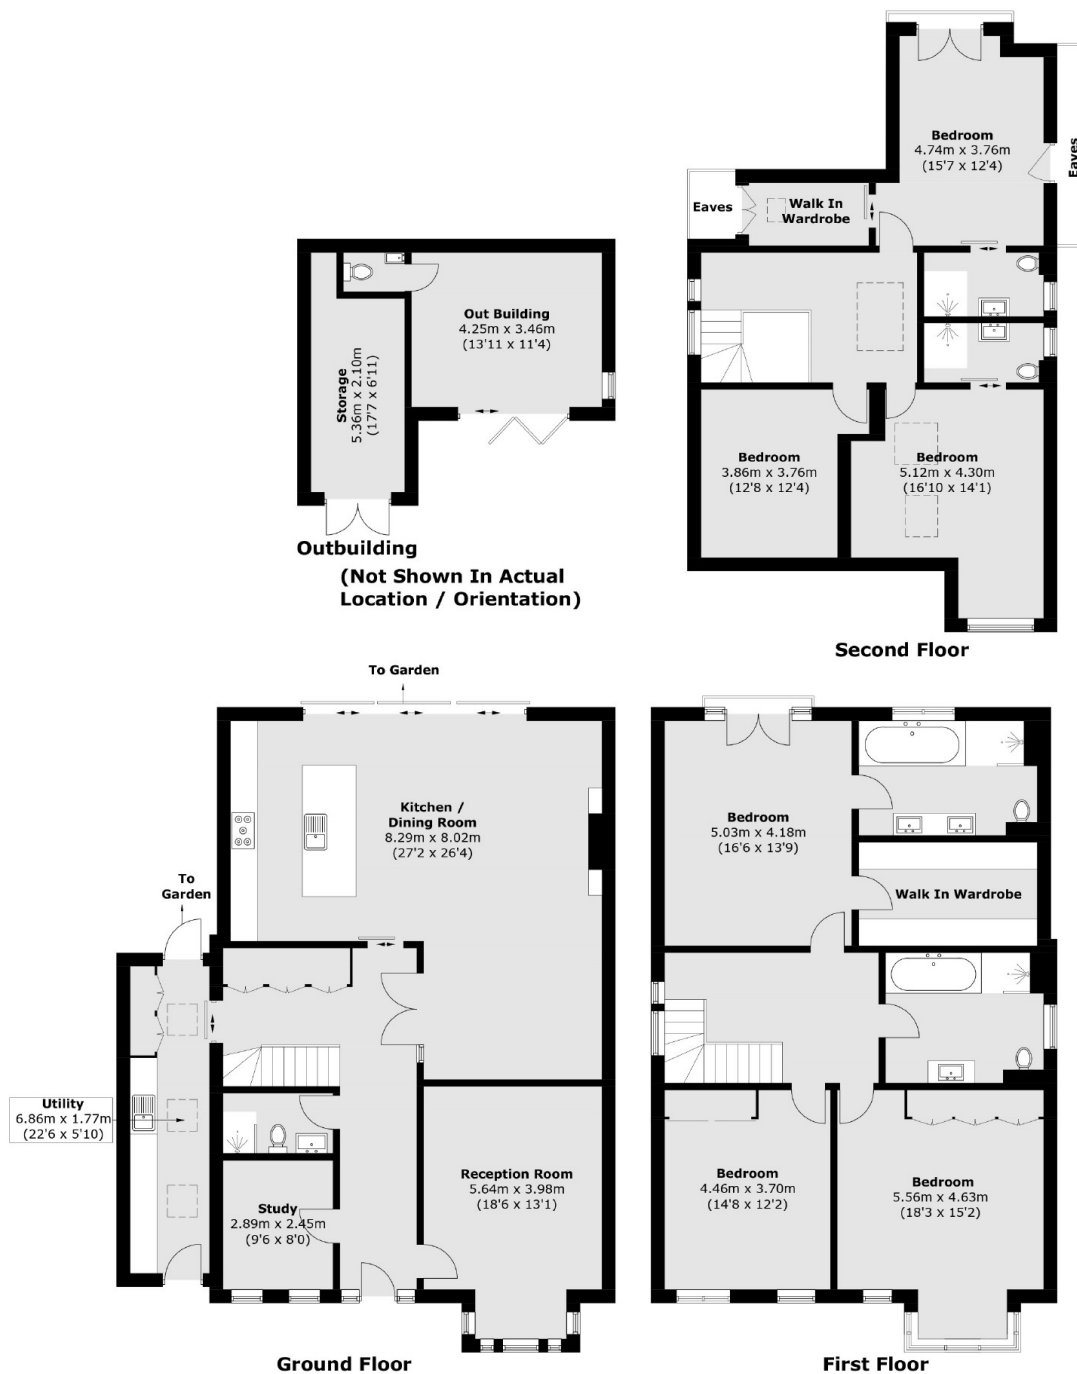 Bedroom
4.74m x 3.76m
(15'7 x 12'4)
Eaves
Eaves
Walk In
Wardrobe
Out Building
4.25m x 3.46m
(13'11 x 11'4)
Storage
5.36m x 2.10m
(17'7 x 6'11)
Bedroom
3.86m x 3.76m
(12'8 x 12'4)
Bedroom
5.12m x 4.30m
(16'10 x 14'1)
Outbuilding
(Not Shown In Actual
Location / Orientation)
Second Floor
To Garden
Kitchen /
Dining Room
8.29m x 8.02m
(27'2 x 26'4)
To
Garden
Utility
6.86m x 1.77m
(22'6 x 5'10)
Study
2.89m x 2.45m
(9'6 x 8'0)
Reception Room
5.64m x 3.98m
(18'6 x 13'1)
Ground Floor
Bedroom
5.03m x 4.18m
(16'6 x 13'9)
Walk In Wardrobe
Bedroom
4.46m x 3.70m
(14'8 x 12'2)
Bedroom
5.56m x 4.63m
(18'3 x 15'2)
First Floor